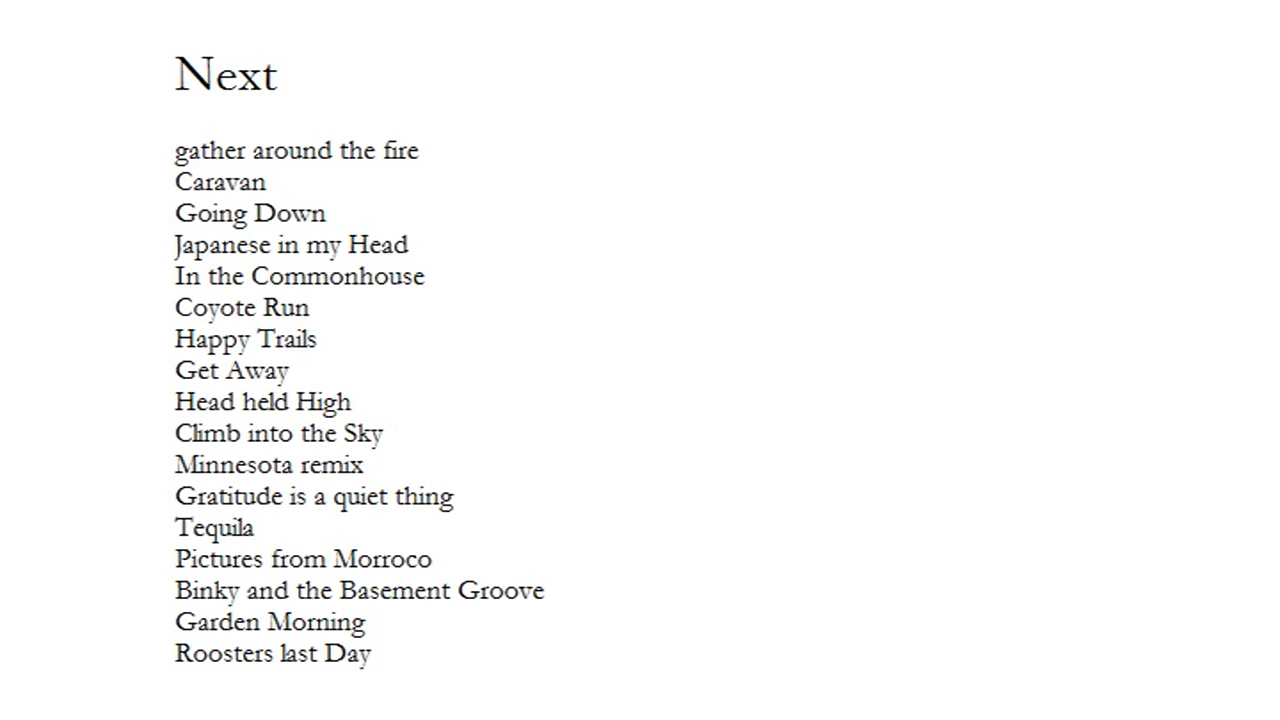 Next
gather around the fire
Caravan
Going Down
Japanese in my Head
In the Commonhouse
Coyote Run
Happy Trails
Get Away
Head held High
Climb into the Sky
Minnesota remix
Gratitude is a quiet thing
Tequila
Pictures from Morroco
Binky and the Basement Groove
Garden Morning
Roosters last Day